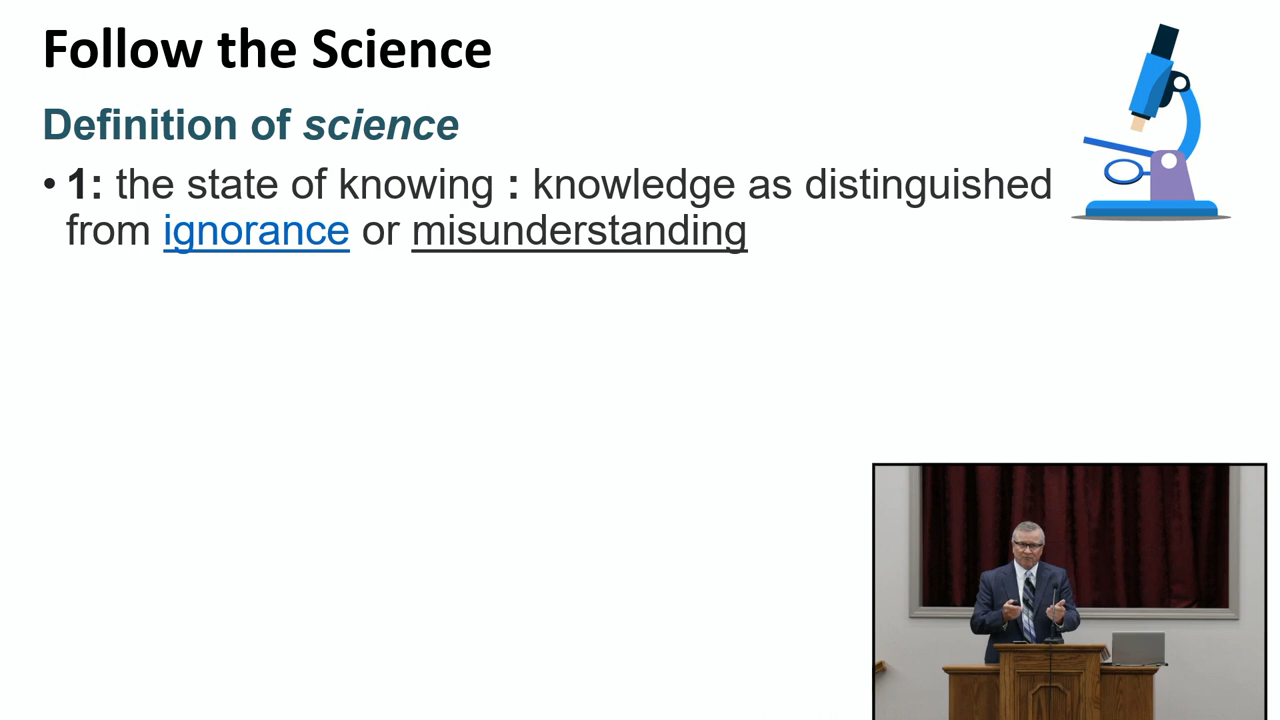 Follow the Science
Definition of science
• 1: the state of knowing : knowledge as distinguished
from ignorance or misunderstanding